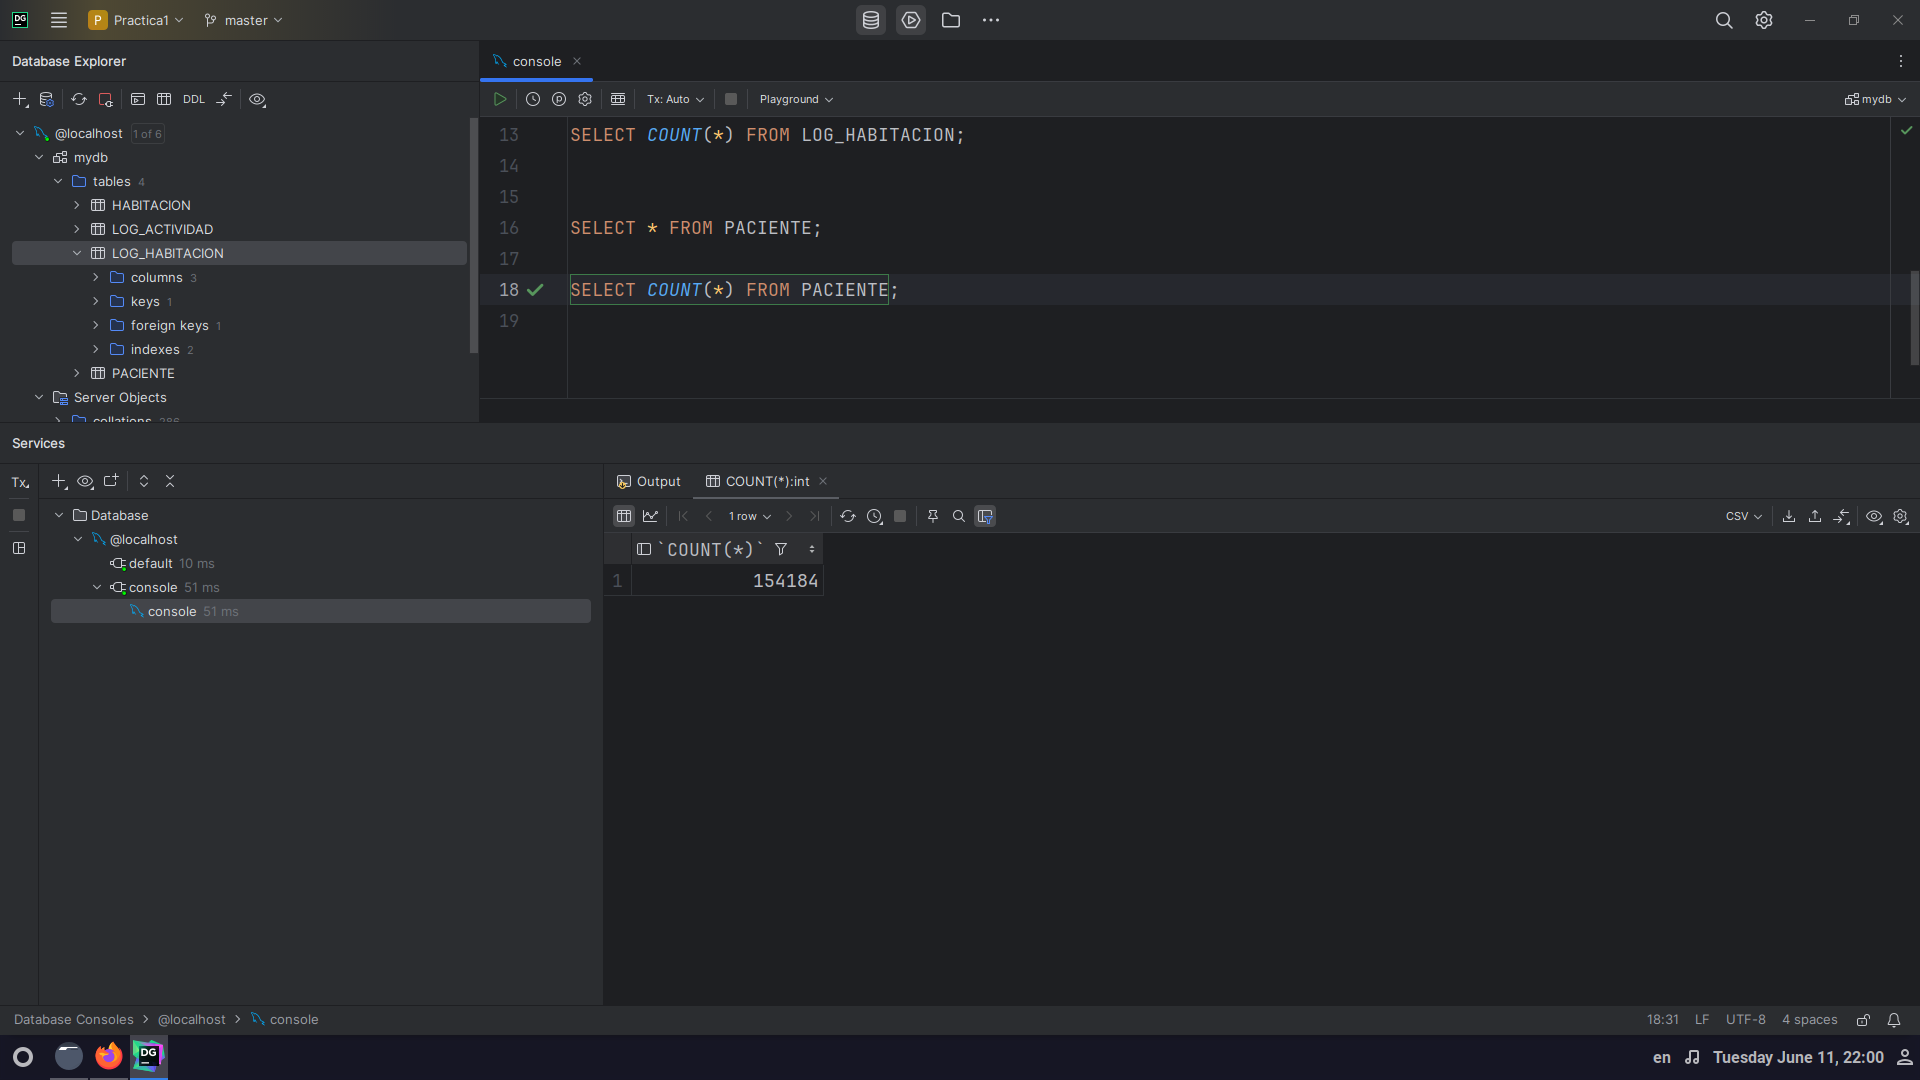 DG
P Practica1
master
Database Explorer
console
DDL
Tx: Auto
Playground
mydb
@localhost 1 of 6
mydb
tables 4
HABITACION
LOG_ACTIVIDAD
LOG_HABITACION
columns 3
keys 1
foreign keys 1
indexes 2
PACIENTE
Server Objects
collations 286
13 SELECT COUNT(*) FROM LOG_HABITACION;
14
15
16 SELECT * FROM PACIENTE;
17
18 SELECT COUNT(*) FROM PACIENTE;
19
Services
Tx
Database
@localhost
default 10 ms
console 51 ms
console 51 ms
Output
COUNT(*):int
1 row
CSV
`COUNT(*)`
1 154184
Database Consoles > @localhost > console
18:31 LF UTF-8 4 spaces
DG
en
Tuesday June 11, 22:00